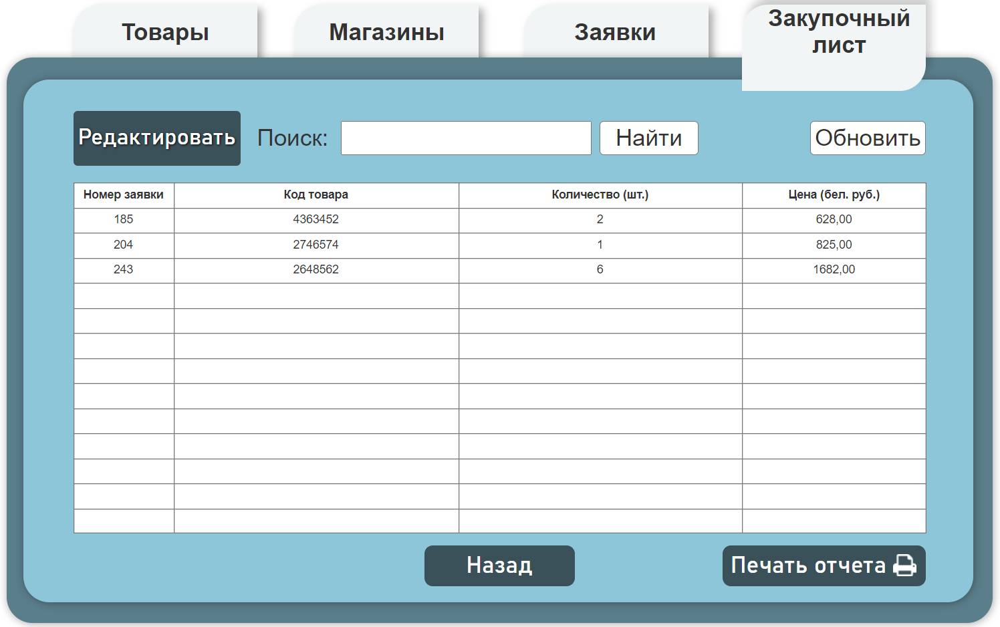 Товары
Магазины
Заявки
Закупочный
лист
Редактировать
Поиск:
Найти
Обновить
Номер заявки Код товара Количество (шт.) Цена (бел. руб.)
185 4363452 2 628,00
204 2746574 1 825,00
243 2648562 6 1682,00
Назад
Печать отчета